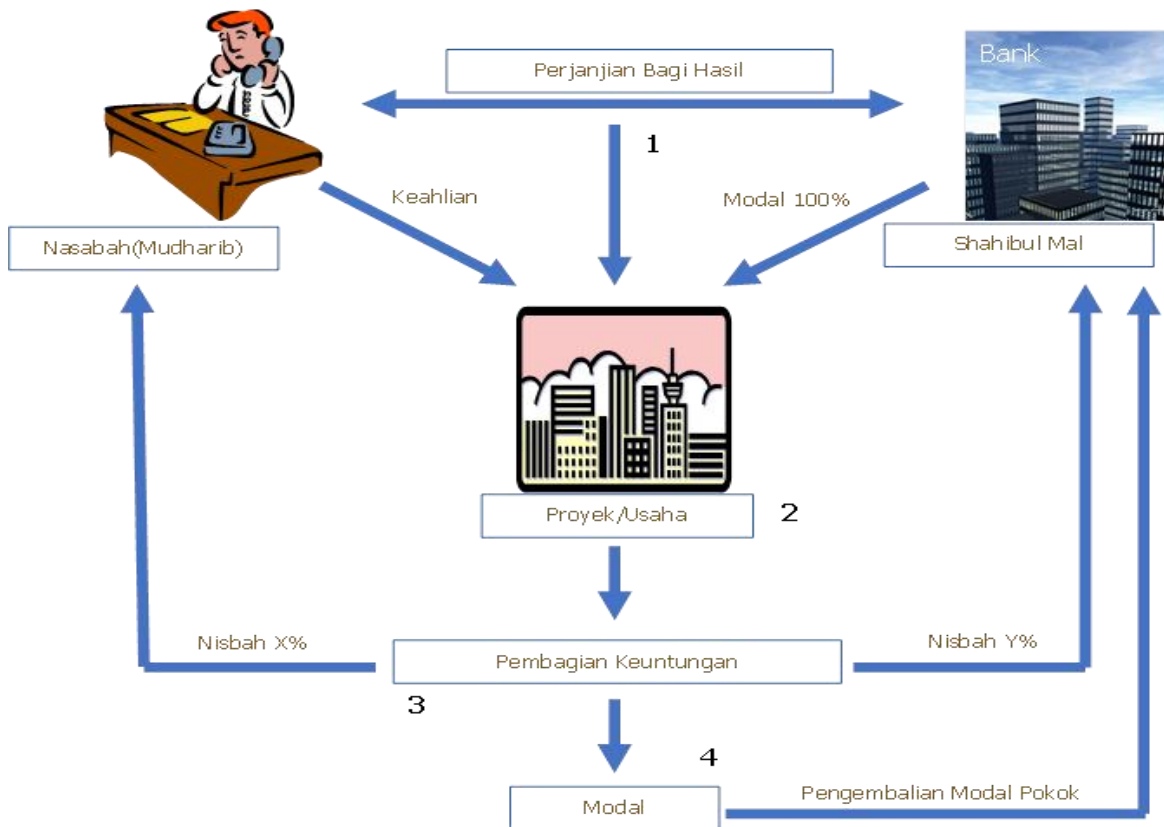 Bank
Perjanjian Bagi Hasil
1
Keahlian
Modal 100%
Nasabah(Mudharib)
Shahibul Mal
Proyek/Usaha
2
Nisbah X%
Pembagian Keuntungan
Nisbah Y%
3
4
Modal
Pengembalian Modal Pokok